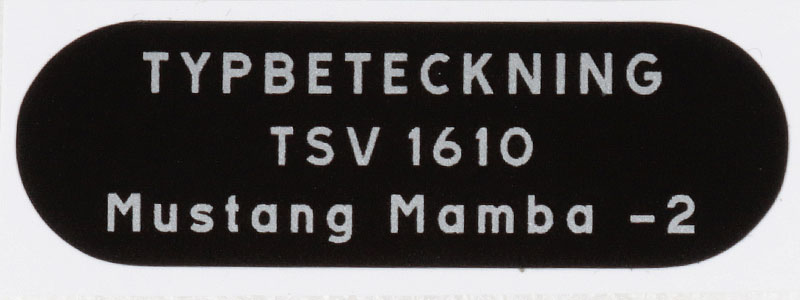 TYPBETECKNING
TSV 1610
Mustang Mamba -2